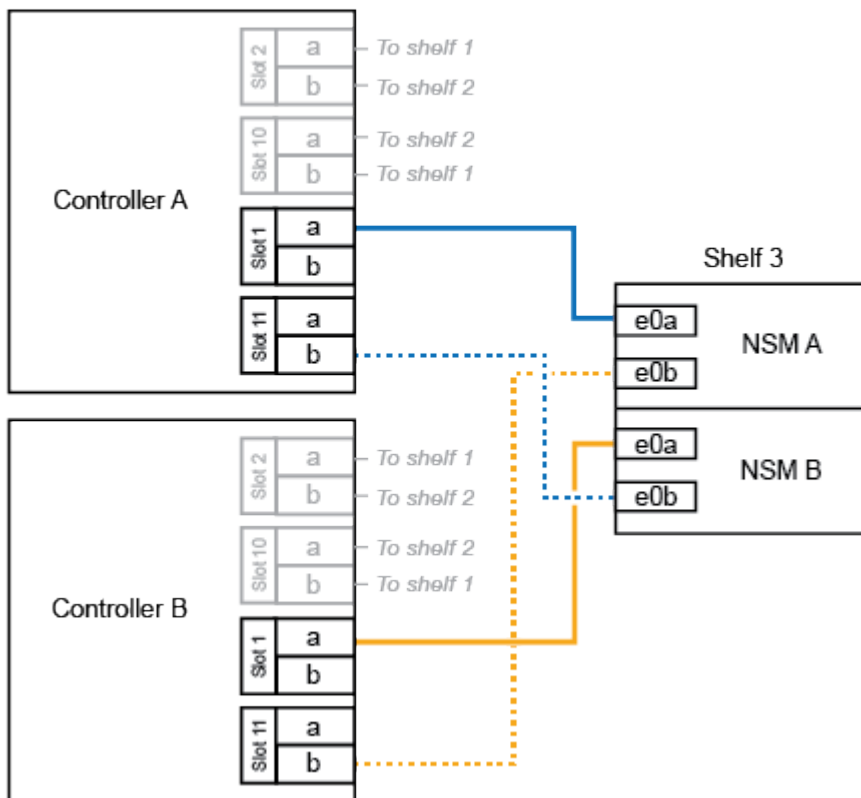 Controller A
Slot 2
a
To shelf 1
b
To shelf 2
Slot 10
a
To shelf 2
b
To shelf 1
Slot 1
a
b
Slot 11
a
b
Controller B
Slot 2
a
To shelf 1
b
To shelf 2
Slot 10
a
To shelf 2
b
To shelf 1
Slot 1
a
b
Slot 11
a
b
Shelf 3
e0a
NSM A
e0b
e0a
NSM B
e0b